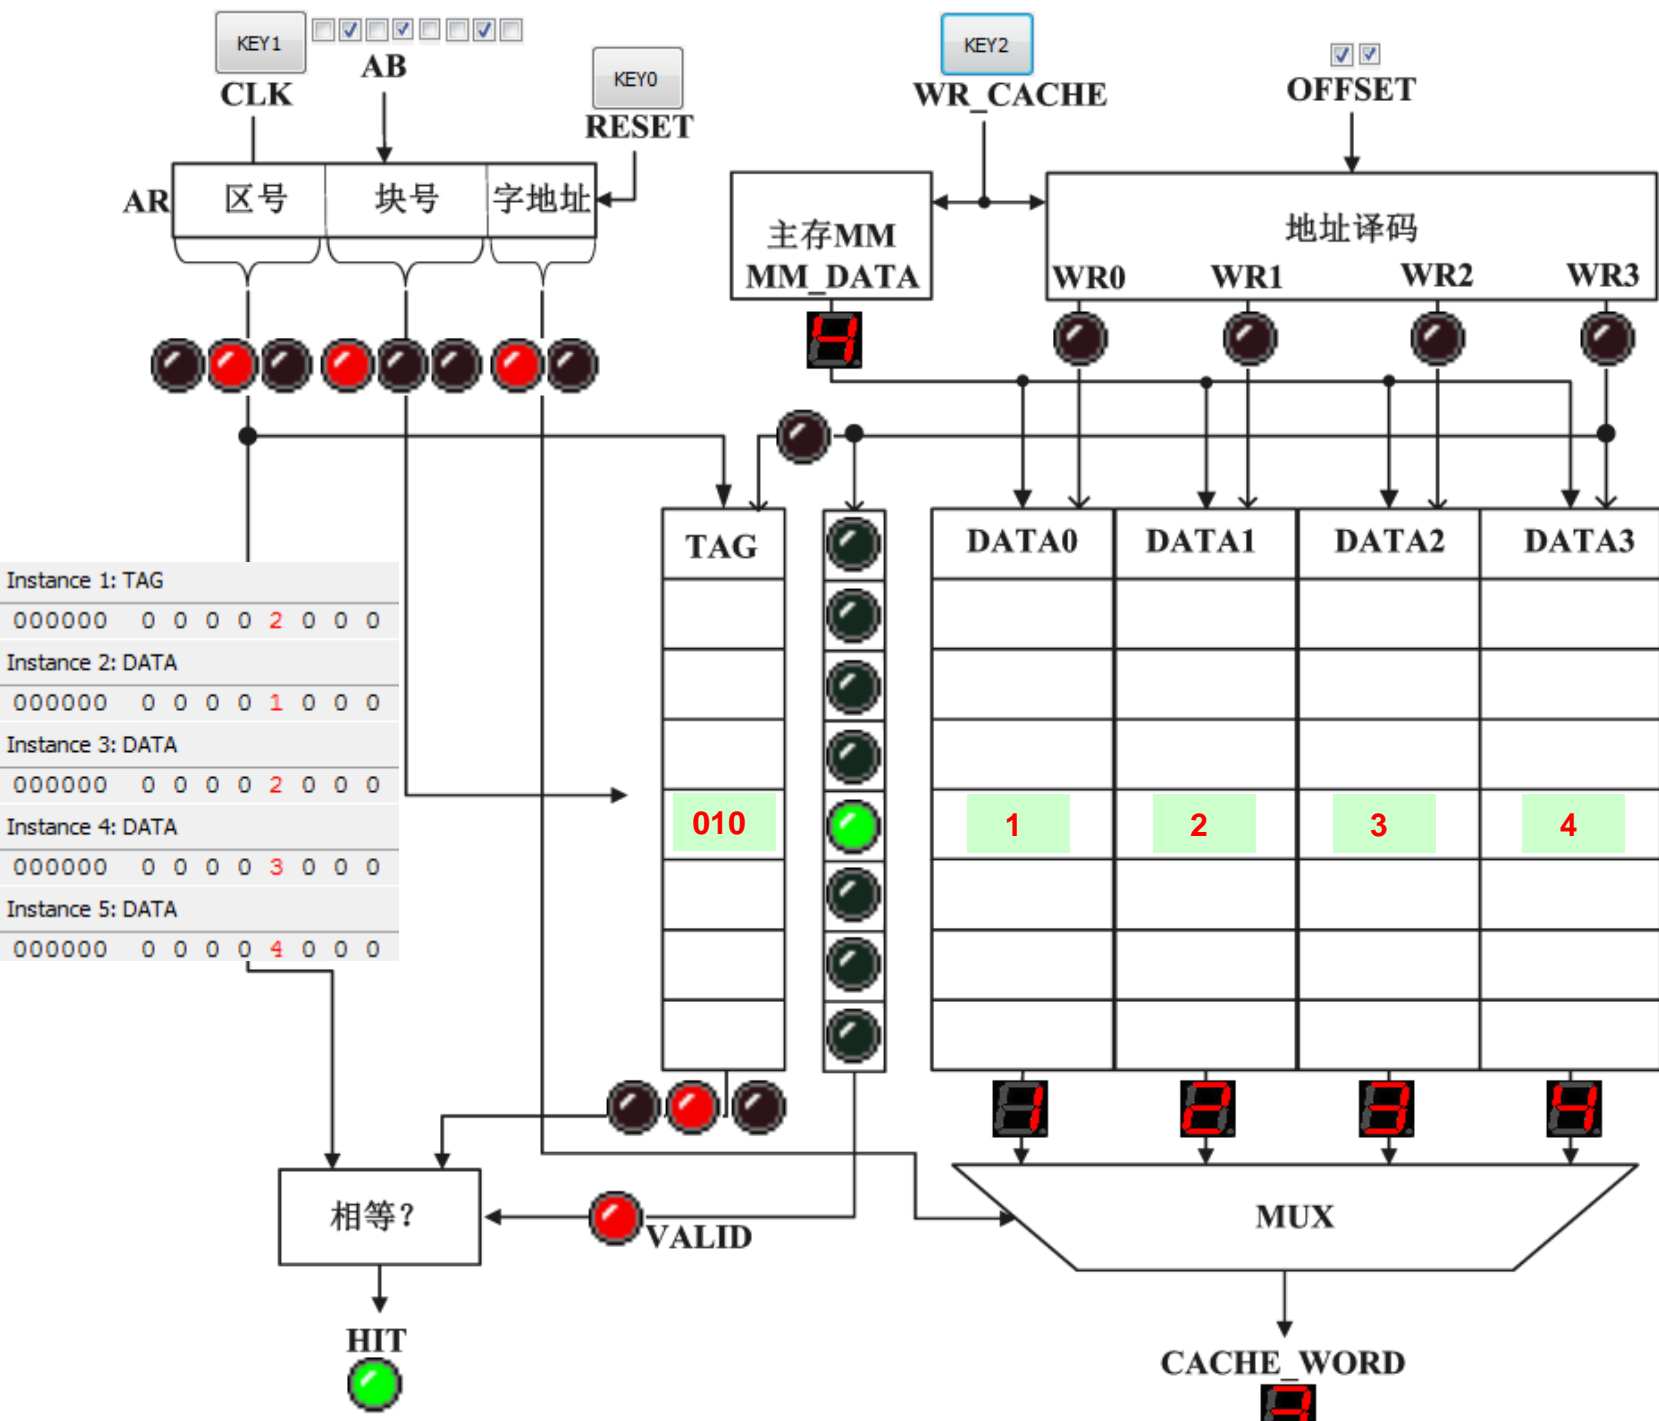 KEY1
AB
CLK
KEY0
RESET
KEY2
WR_CACHE
OFFSET
AR 区号 块号 字地址
主存MM
MM_DATA
地址译码
WR0 WR1 WR2 WR3
4
TAG DATA0 DATA1 DATA2 DATA3
Instance 1: TAG
000000 0 0 0 0 2 0 0 0
Instance 2: DATA
000000 0 0 0 0 1 0 0 0
Instance 3: DATA
000000 0 0 0 0 2 0 0 0
Instance 4: DATA
000000 0 0 0 0 3 0 0 0
Instance 5: DATA
000000 0 0 0 0 4 0 0 0
010 1 2 3 4
1 2 3 4
相等?
VALID
MUX
HIT
CACHE_WORD